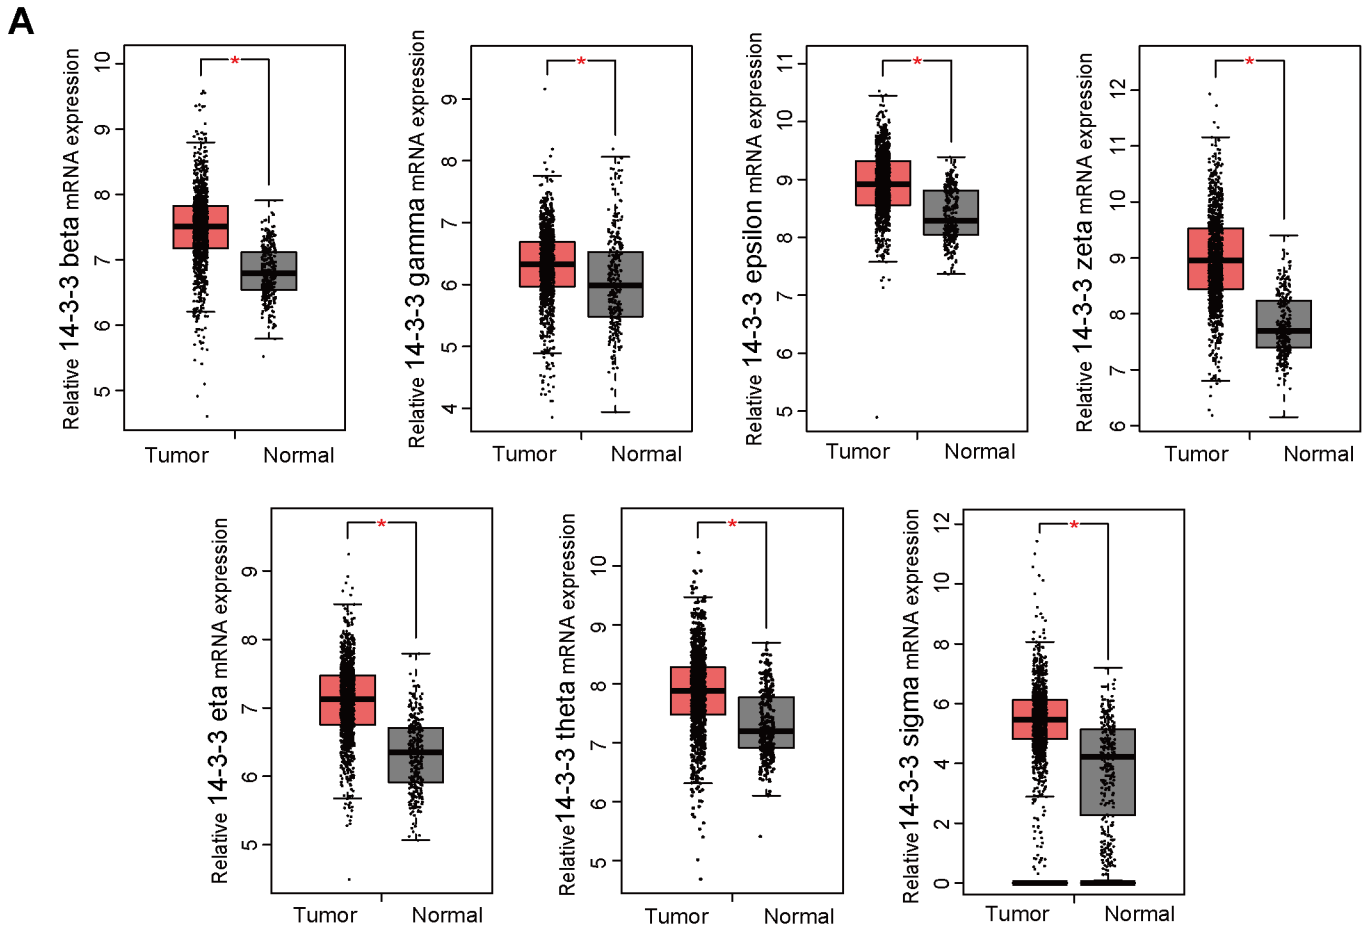 A
Relative 14-3-3 beta mRNA expression
10
9
8
7
6
5
*
Tumor
Normal
Relative 14-3-3 gamma mRNA expression
9
8
7
6
5
4
*
Tumor
Normal
Relative 14-3-3 epsilon mRNA expression
11
10
9
8
7
6
5
*
Tumor
Normal
Relative 14-3-3 zeta mRNA expression
12
11
10
9
8
7
6
*
Tumor
Normal
Relative 14-3-3 eta mRNA expression
9
8
7
6
5
*
Tumor
Normal
Relative14-3-3 theta mRNA expression
10
9
8
7
6
5
*
Tumor
Normal
Relative14-3-3 sigma mRNA expression
12
10
8
6
4
2
0
*
Tumor
Normal